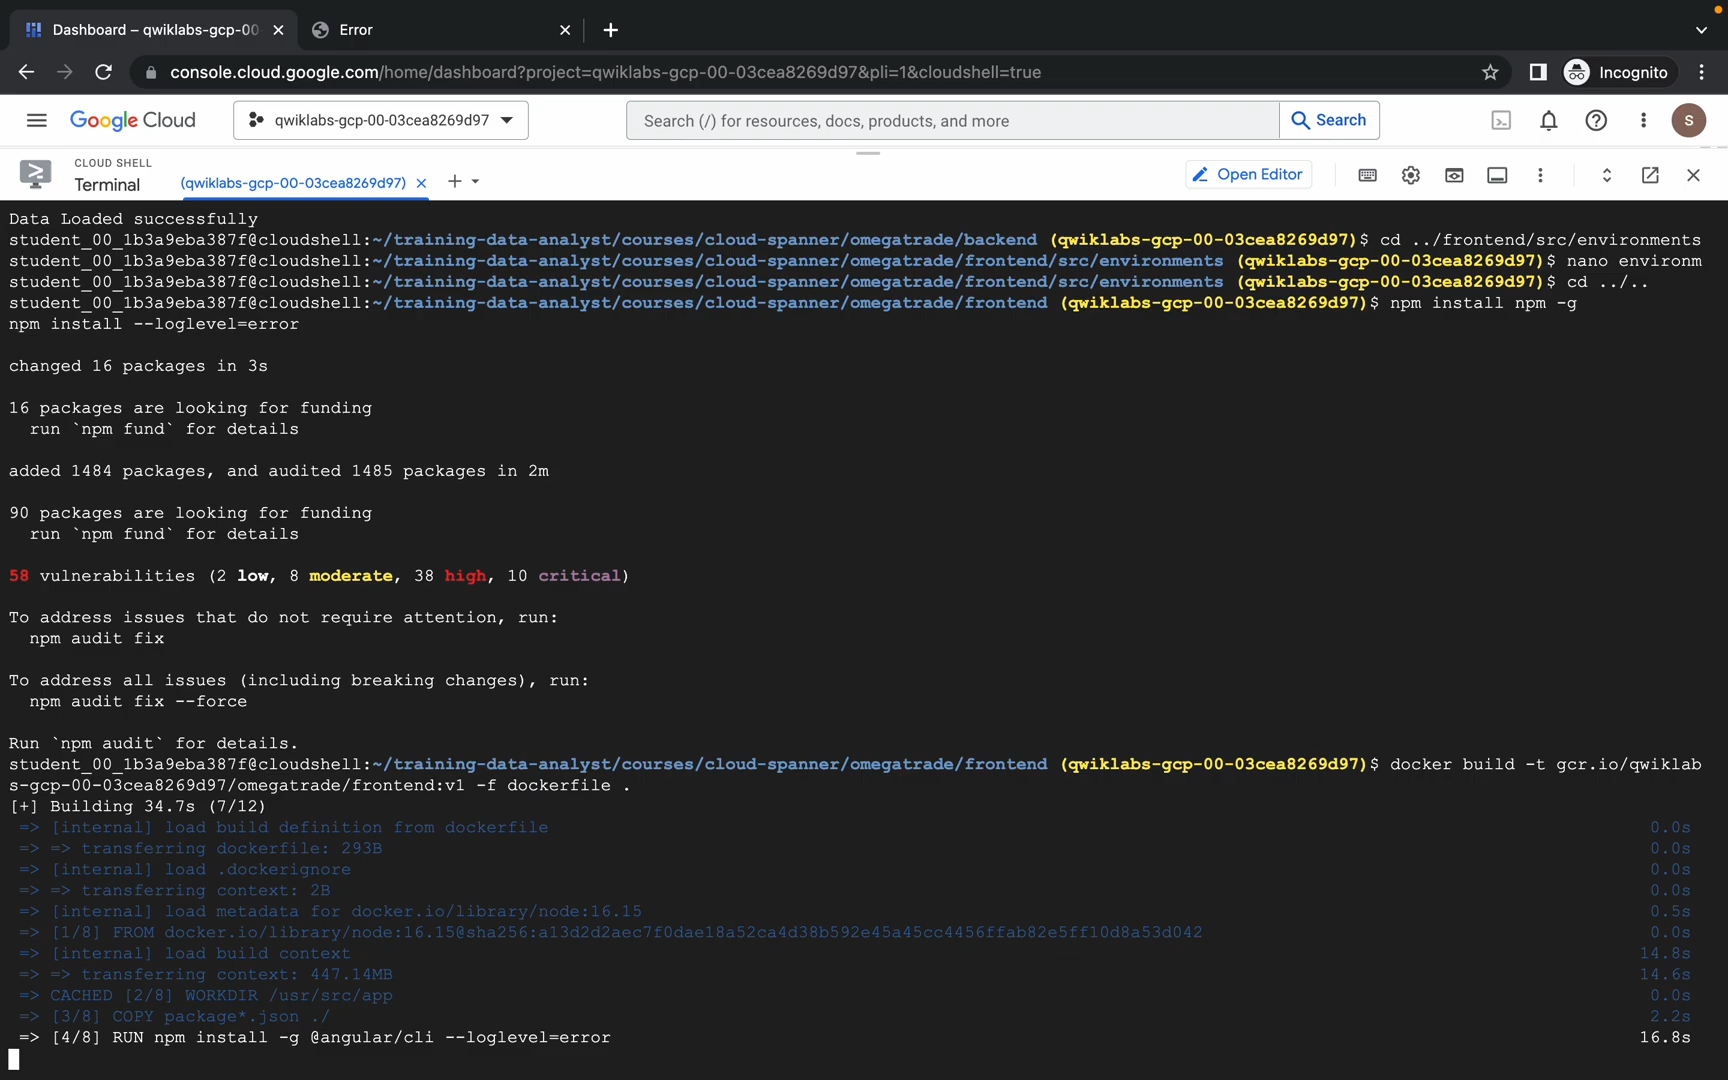 Dashboard – qwiklabs-gcp-00
Error
console.cloud.google.com/home/dashboard?project=qwiklabs-gcp-00-03cea8269d97&pli=1&cloudshell=true
Incognito
Google Cloud
qwiklabs-gcp-00-03cea8269d97
Search (/) for resources, docs, products, and more
Search
S
CLOUD SHELL
Terminal
(qwiklabs-gcp-00-03cea8269d97)
Open Editor
Data Loaded successfully
student_00_1b3a9eba387f@cloudshell:~/training-data-analyst/courses/cloud-spanner/omegatrade/backend (qwiklabs-gcp-00-03cea8269d97)$ cd ../frontend/src/environments
student_00_1b3a9eba387f@cloudshell:~/training-data-analyst/courses/cloud-spanner/omegatrade/frontend/src/environments (qwiklabs-gcp-00-03cea8269d97)$ nano environm
student_00_1b3a9eba387f@cloudshell:~/training-data-analyst/courses/cloud-spanner/omegatrade/frontend/src/environments (qwiklabs-gcp-00-03cea8269d97)$ cd ../..
student_00_1b3a9eba387f@cloudshell:~/training-data-analyst/courses/cloud-spanner/omegatrade/frontend (qwiklabs-gcp-00-03cea8269d97)$ npm install npm -g
npm install --loglevel=error
changed 16 packages in 3s
16 packages are looking for funding
run `npm fund` for details
added 1484 packages, and audited 1485 packages in 2m
90 packages are looking for funding
run `npm fund` for details
58 vulnerabilities (2 low, 8 moderate, 38 high, 10 critical)
To address issues that do not require attention, run:
npm audit fix
To address all issues (including breaking changes), run:
npm audit fix --force
Run `npm audit` for details.
student_00_1b3a9eba387f@cloudshell:~/training-data-analyst/courses/cloud-spanner/omegatrade/frontend (qwiklabs-gcp-00-03cea8269d97)$ docker build -t gcr.io/qwiklab
s-gcp-00-03cea8269d97/omegatrade/frontend:v1 -f dockerfile .
[+] Building 34.7s (7/12)
=> [internal] load build definition from dockerfile 0.0s
=> => transferring dockerfile: 293B 0.0s
=> [internal] load .dockerignore 0.0s
=> => transferring context: 2B 0.0s
=> [internal] load metadata for docker.io/library/node:16.15 0.5s
=> [1/8] FROM docker.io/library/node:16.15@sha256:a13d2d2aec7f0dae18a52ca4d38b592e45a45cc4456ffab82e5ff10d8a53d042 0.0s
=> [internal] load build context 14.8s
=> => transferring context: 447.14MB 14.6s
=> CACHED [2/8] WORKDIR /usr/src/app 0.0s
=> [3/8] COPY package*.json ./ 2.2s
=> [4/8] RUN npm install -g @angular/cli --loglevel=error 16.8s